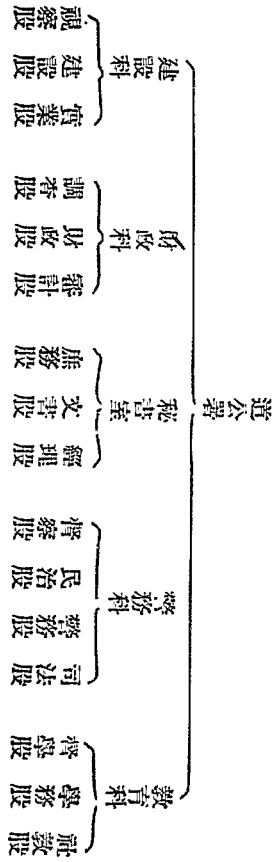 道公署
建設科
視察股
建設股
實業股
財政科
調查股
財政股
審計股
秘書室
庶務股
文書股
經理股
警務科
督察股
民治股
警務股
司法股
教育科
督學股
學務股
社教股